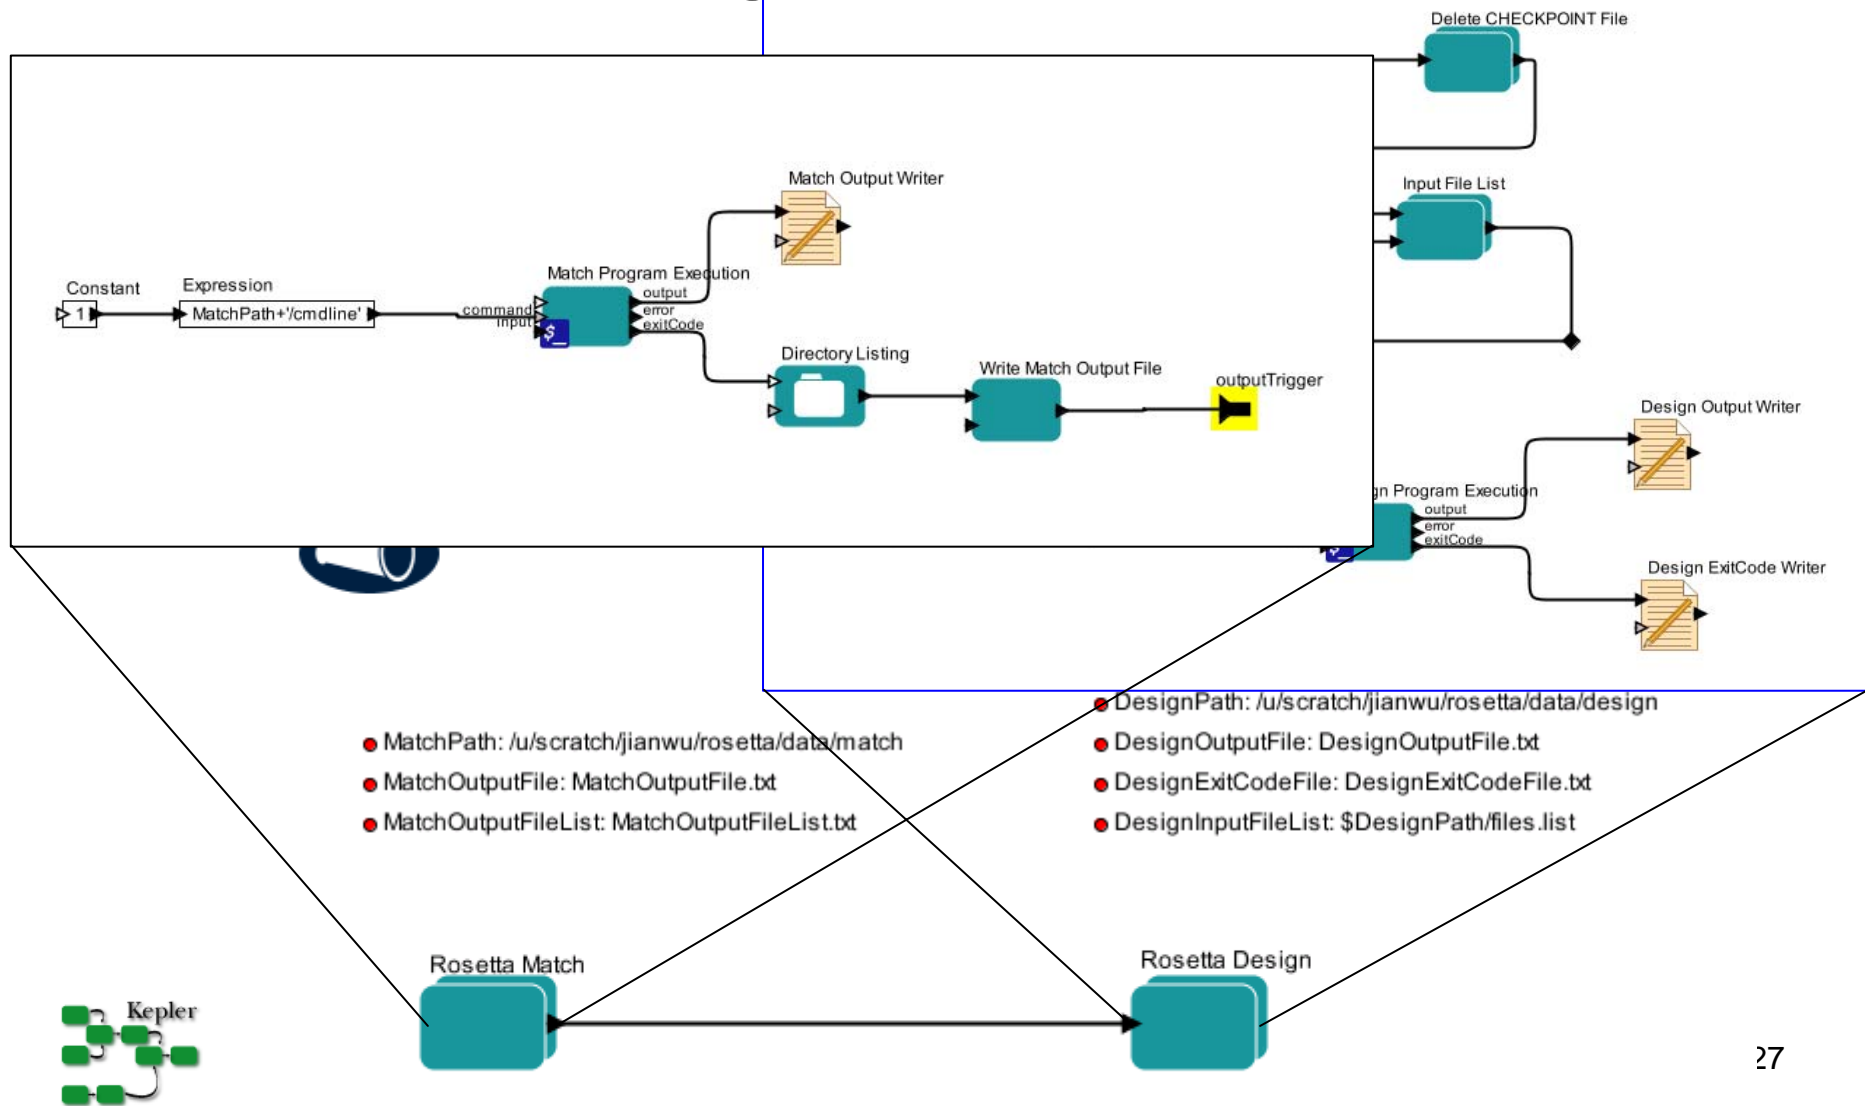 Delete CHECKPOINT File
Match Output Writer
Input File List
Match Program Execution
Constant
Expression
output
error
exitCode
command
input
1
MatchPath+'/cmdline'
$_
Directory Listing
Write Match Output File
outputTrigger
Design Output Writer
Program Execution
output
error
exitCode
$_
Design ExitCode Writer
DesignPath: /u/scratch/jianwu/rosetta/data/design
MatchPath: /u/scratch/jianwu/rosetta/data/match
DesignOutputFile: DesignOutputFile.txt
MatchOutputFile: MatchOutputFile.txt
DesignExitCodeFile: DesignExitCodeFile.txt
MatchOutputFileList: MatchOutputFileList.txt
DesignInputFileList: $DesignPath/files.list
Rosetta Match
Rosetta Design
Kepler
27